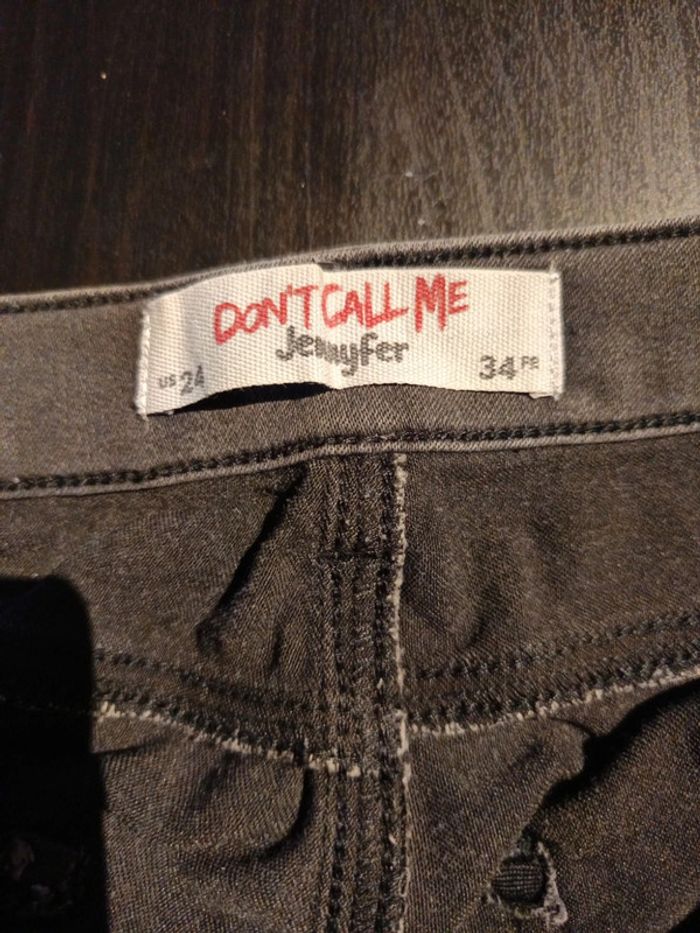 DON'T CALL ME
Jennyfer
US 24
34 FR